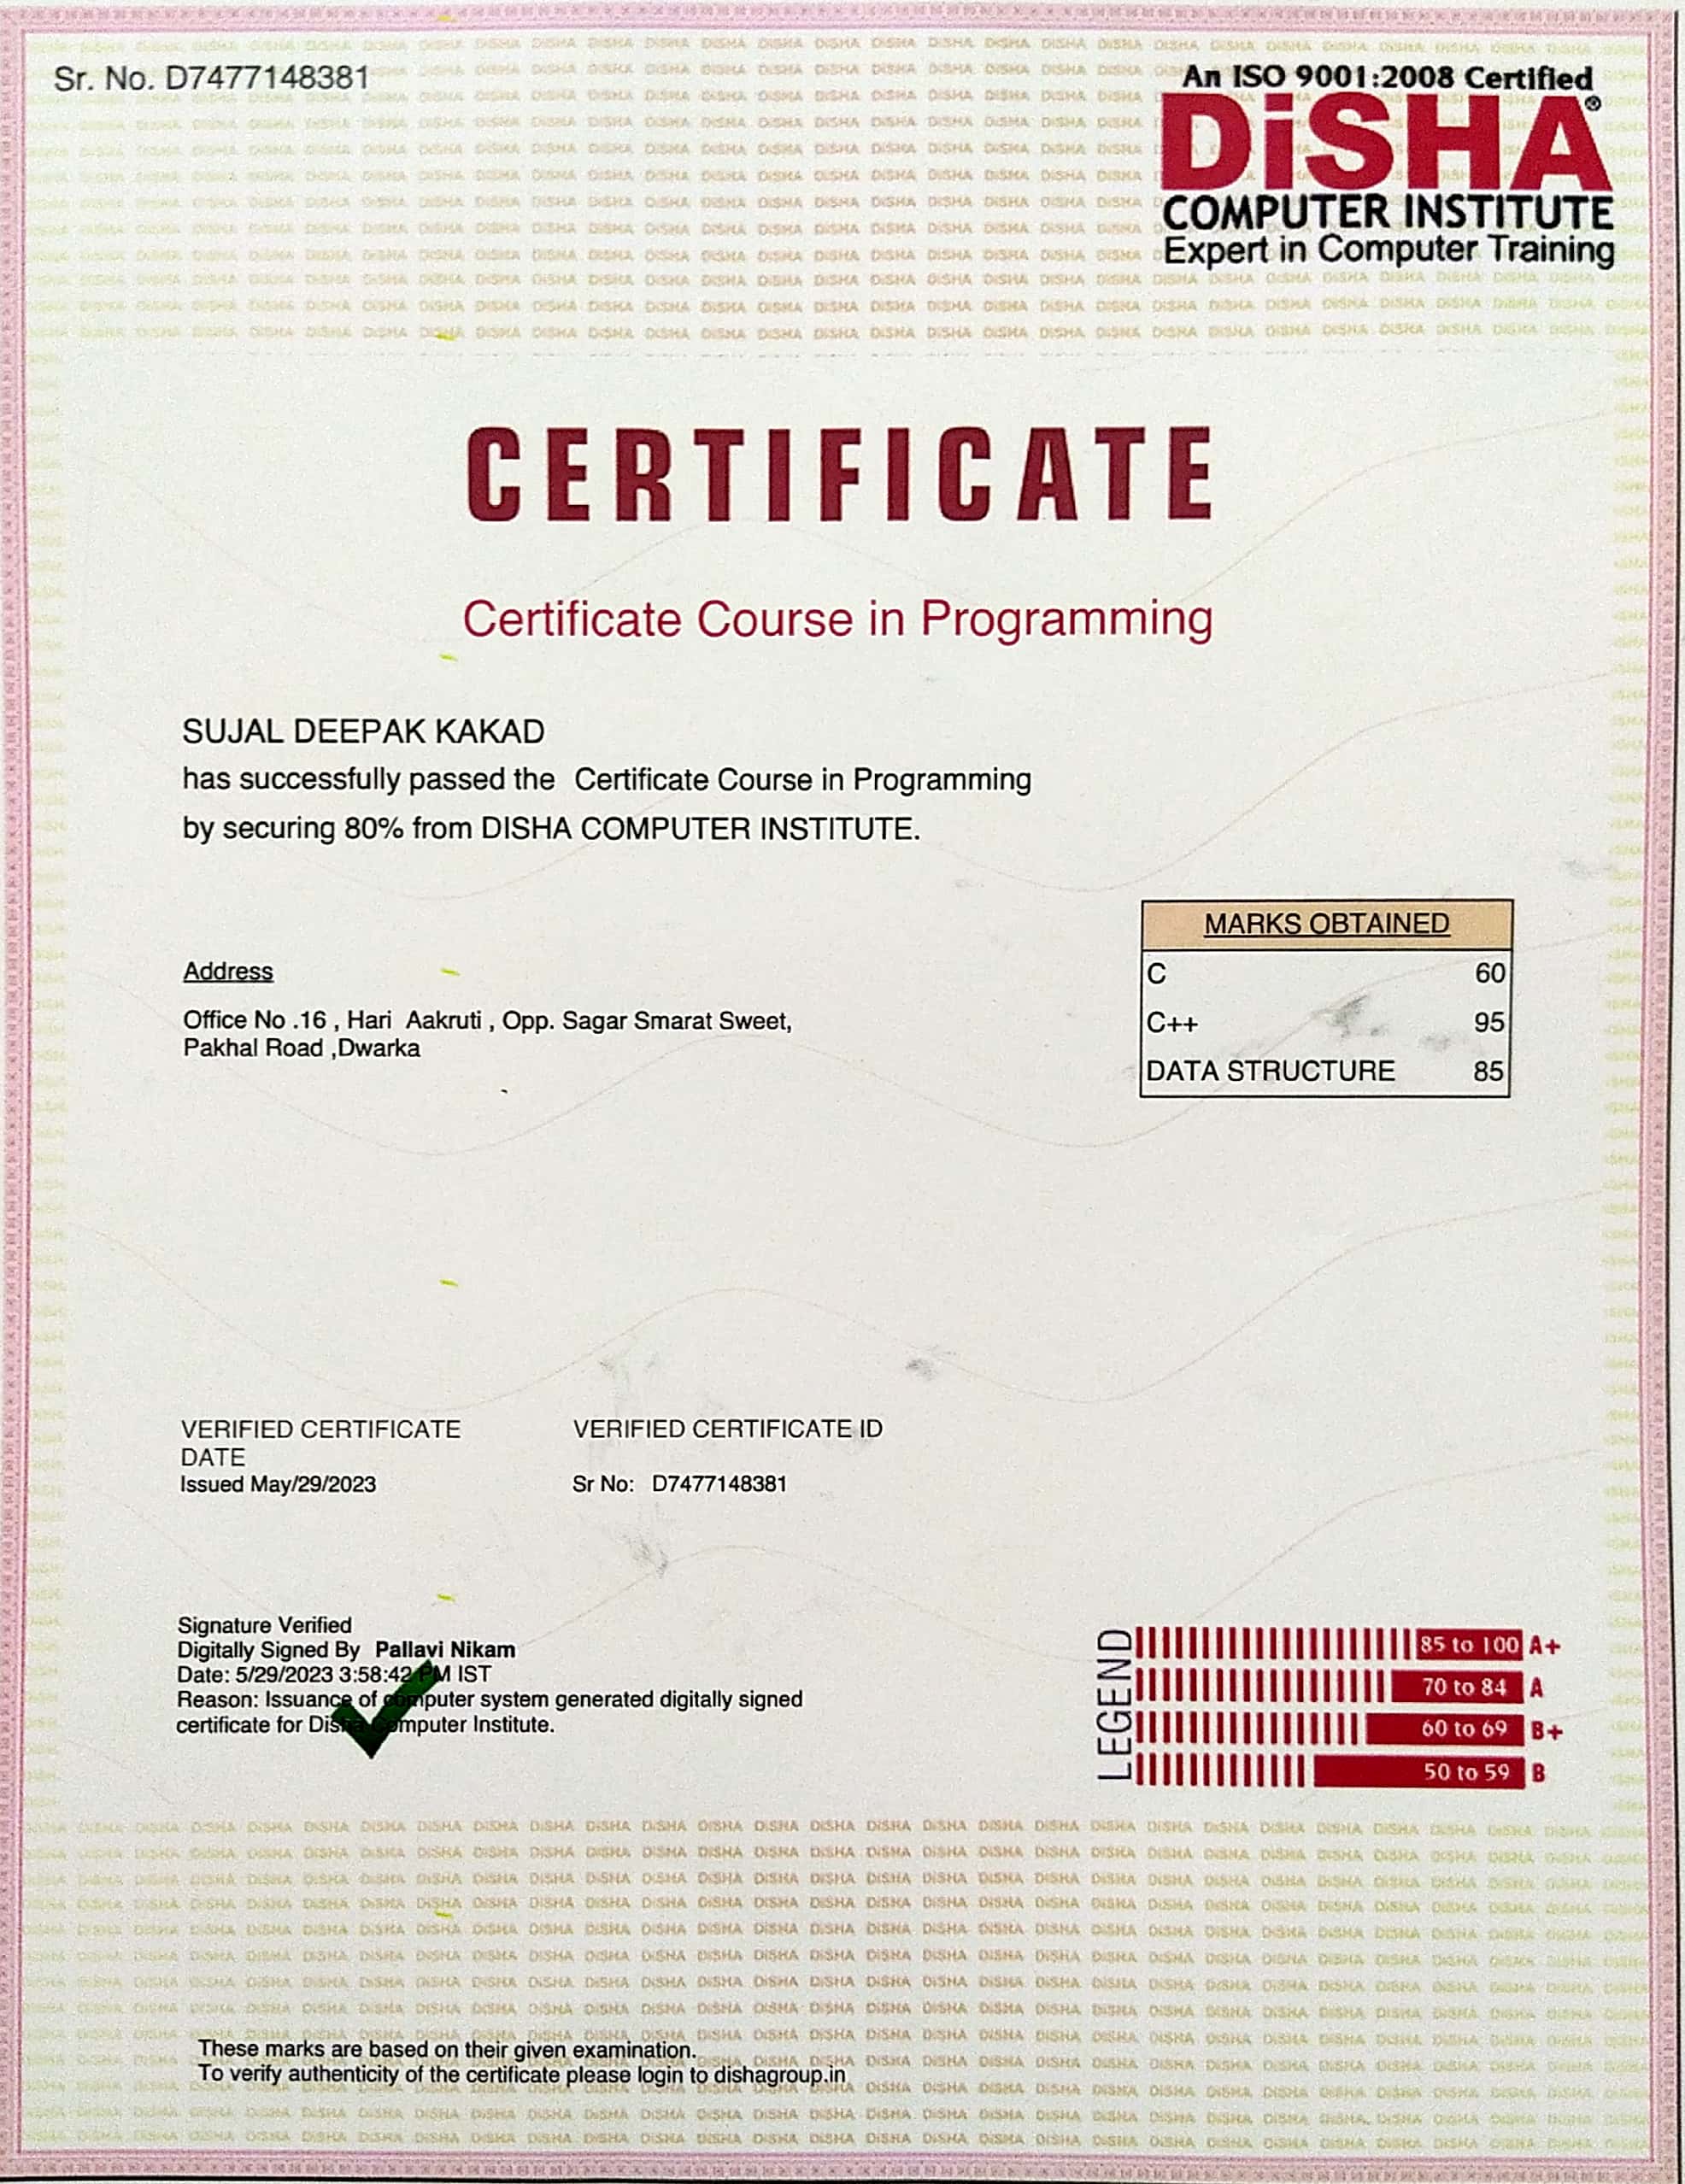 Sr. No. D7477148381
An ISO 9001:2008 Certified
DiSHA®
COMPUTER INSTITUTE
Expert in Computer Training
CERTIFICATE
Certificate Course in Programming
SUJAL DEEPAK KAKAD
has successfully passed the Certificate Course in Programming
by securing 80% from DISHA COMPUTER INSTITUTE.
MARKS OBTAINED
C 60
C++ 95
DATA STRUCTURE 85
Address
Office No .16 , Hari Aakruti , Opp. Sagar Smarat Sweet,
Pakhal Road ,Dwarka
VERIFIED CERTIFICATE
DATE
Issued May/29/2023
VERIFIED CERTIFICATE ID
Sr No: D7477148381
Signature Verified
Digitally Signed By Pallavi Nikam
Date: 5/29/2023 3:58:42 PM IST
Reason: Issuance of computer system generated digitally signed
certificate for Disha Computer Institute.
LEGEND
85 to 100 A+
70 to 84 A
60 to 69 B+
50 to 59 B
These marks are based on their given examination.
To verify authenticity of the certificate please login to dishagroup.in